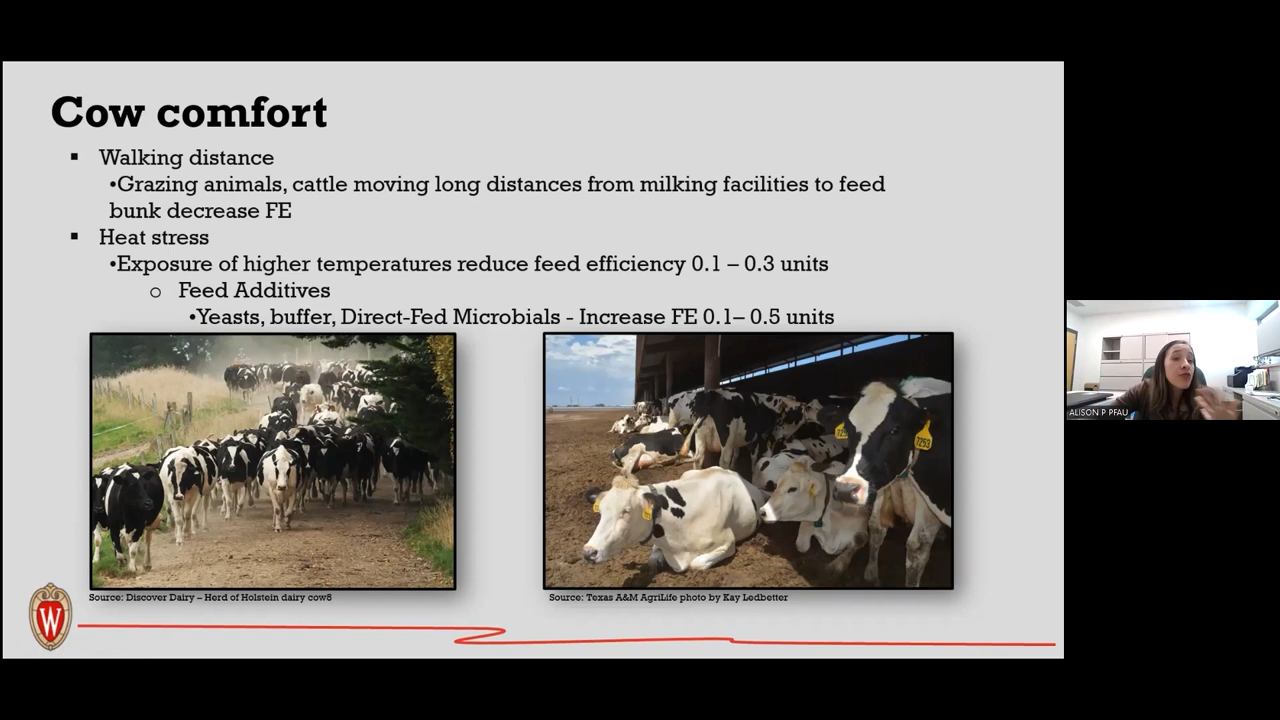 Cow comfort
▪ Walking distance
•Grazing animals, cattle moving long distances from milking facilities to feed
bunk decrease FE
▪ Heat stress
•Exposure of higher temperatures reduce feed efficiency 0.1 – 0.3 units
o Feed Additives
•Yeasts, buffer, Direct-Fed Microbials - Increase FE 0.1– 0.5 units
7253
Source: Discover Dairy – Herd of Holstein dairy cow8
Source: Texas A&M AgriLife photo by Kay Ledbetter
W
ALISON P PFAU